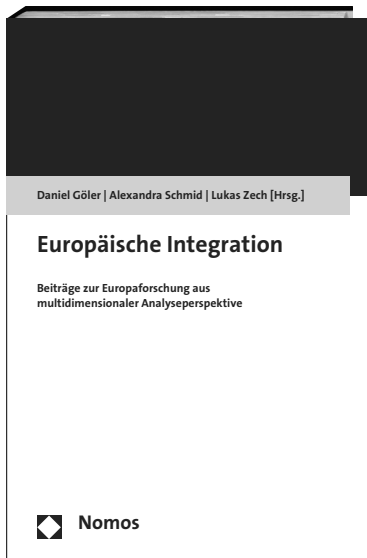 Daniel Göler | Alexandra Schmid | Lukas Zech [Hrsg.]
Europäische Integration
Beiträge zur Europaforschung aus
multidimensionaler Analyseperspektive
Nomos